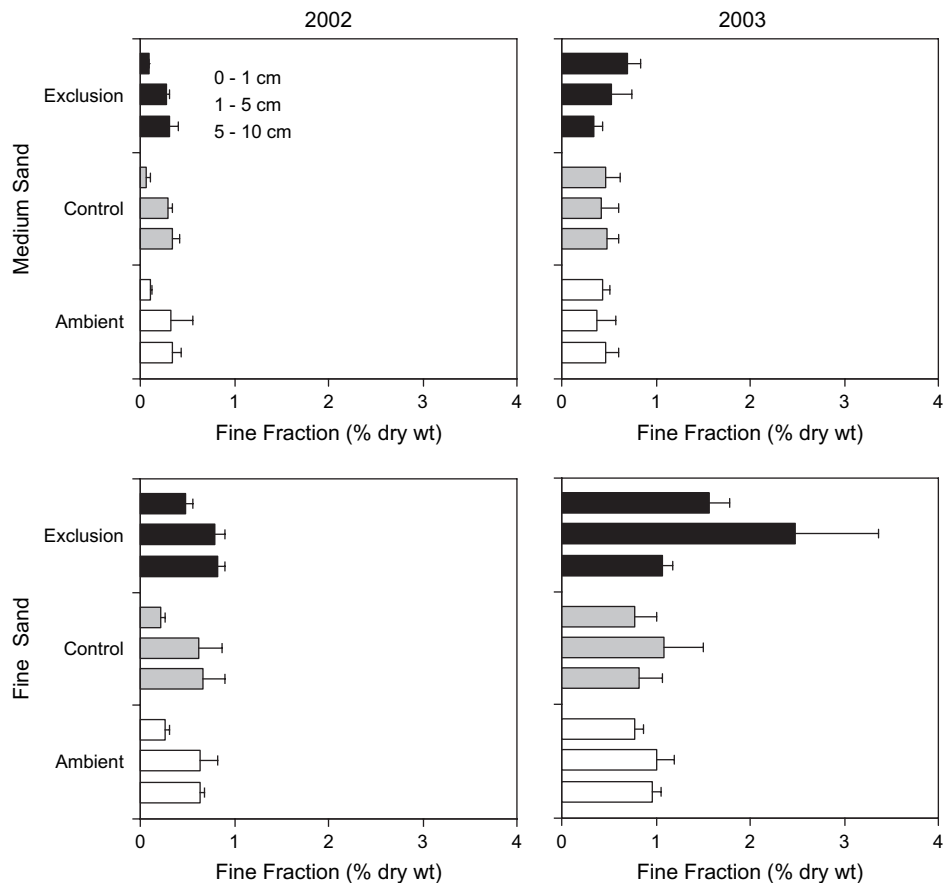 2002
2003
Medium Sand
Exclusion
Control
Ambient
0 - 1 cm
1 - 5 cm
5 - 10 cm
0 1 2 3 4
Fine Fraction (% dry wt)
0 1 2 3 4
Fine Fraction (% dry wt)
Fine Sand
Exclusion
Control
Ambient
0 1 2 3 4
Fine Fraction (% dry wt)
0 1 2 3 4
Fine Fraction (% dry wt)